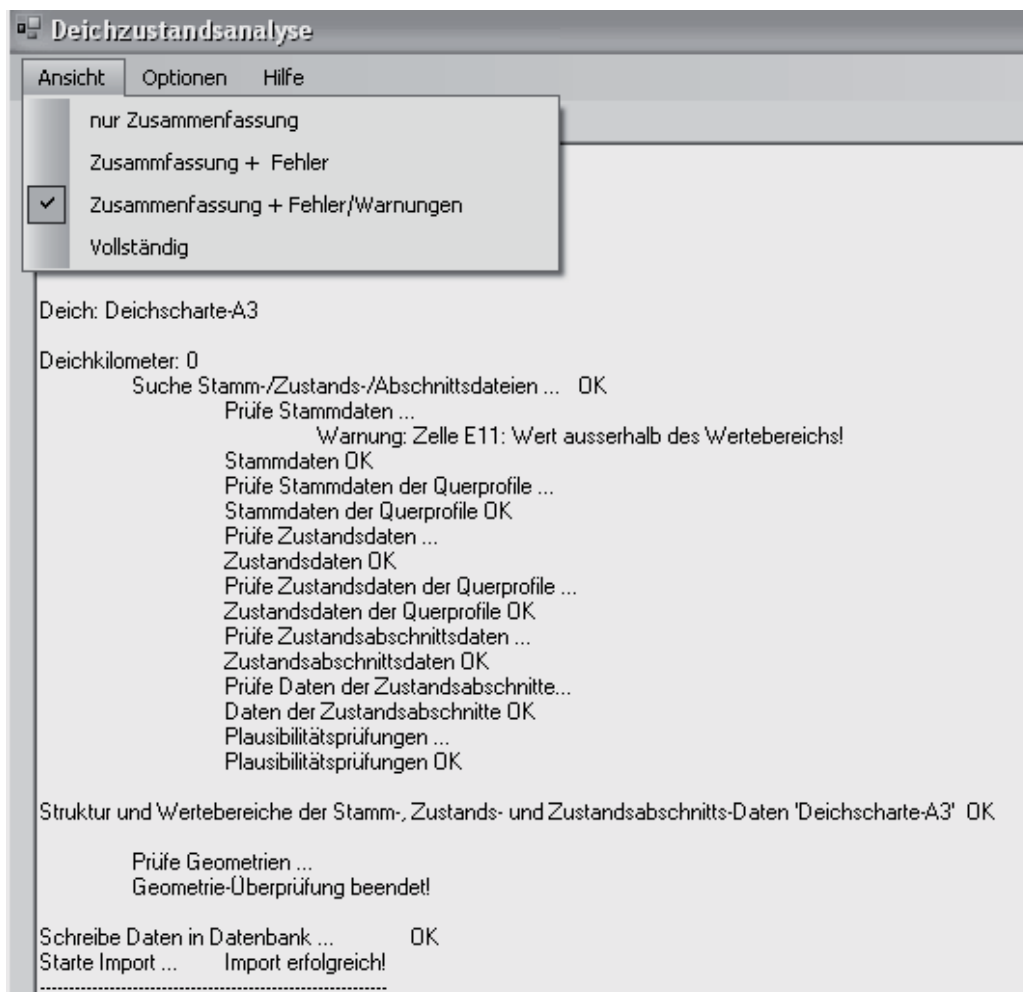 Deichzustandsanalyse
Ansicht Optionen Hilfe
nur Zusammenfassung
Zusammfassung + Fehler
Zusammenfassung + Fehler/Warnungen
Vollständig
Deich: Deichscharte-A3
Deichkilometer: 0
Suche Stamm-/Zustands-/Abschnittsdateien ... OK
Prüfe Stammdaten ...
Warnung: Zelle E11: Wert ausserhalb des Wertebereichs!
Stammdaten OK
Prüfe Stammdaten der Querprofile ...
Stammdaten der Querprofile OK
Prüfe Zustandsdaten ...
Zustandsdaten OK
Prüfe Zustandsdaten der Querprofile ...
Zustandsdaten der Querprofile OK
Prüfe Zustandsabschnittsdaten ...
Zustandsabschnittsdaten OK
Prüfe Daten der Zustandsabschnitte...
Daten der Zustandsabschnitte OK
Plausibilitätsprüfungen ...
Plausibilitätsprüfungen OK
Struktur und Wertebereiche der Stamm-, Zustands- und Zustandsabschnitts-Daten 'Deichscharte-A3' OK
Prüfe Geometrien ...
Geometrie-Überprüfung beendet!
Schreibe Daten in Datenbank ... OK
Starte Import ... Import erfolgreich!
------------------------------------------------------------